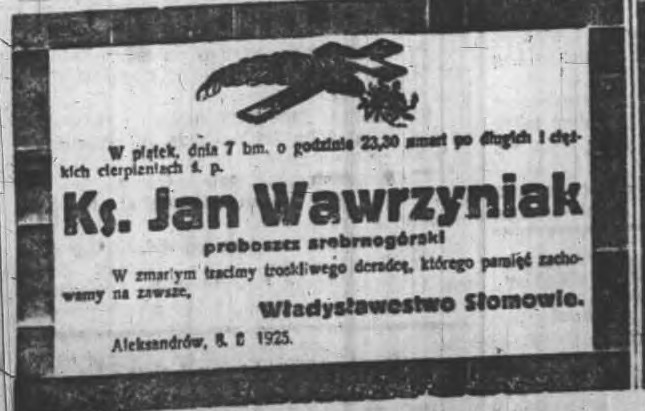 W piątek, dnia 7 bm. o godzinie 23,30 zmarł po długich i cięż-
kich cierpieniach ś. p.
Ks. Jan Wawrzyniak
proboszcz srebrnogórski
W zmarłym tracimy troskliwego doradcę, którego pamięć zacho-
wamy na zawsze,
Władysławostwo Słomowie.
Aleksandrów, 8. 1925.